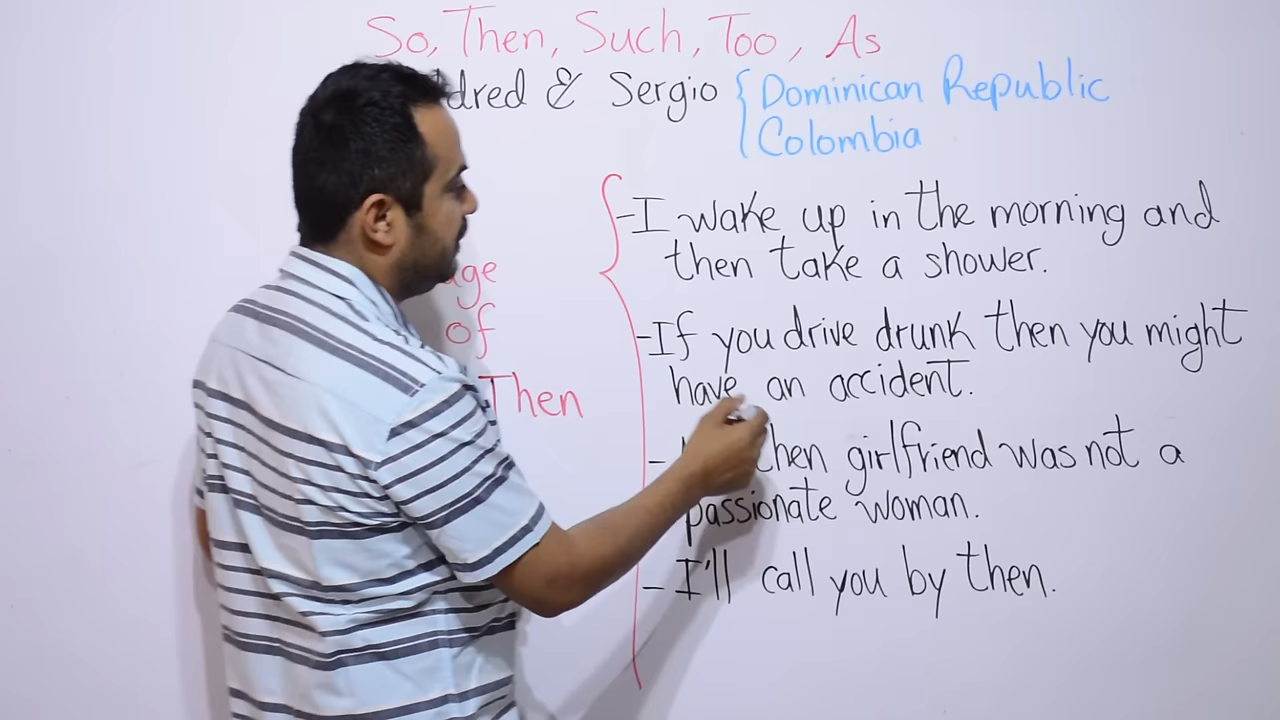 So, Then, Such, Too, As
& Sergio { Dominican Republic
Colombia
of
Then
- I wake up in the morning and
then take a shower.
- If you drive drunk then you might
have an accident.
- then girlfriend was not a
passionate woman.
- I'll call you by then.